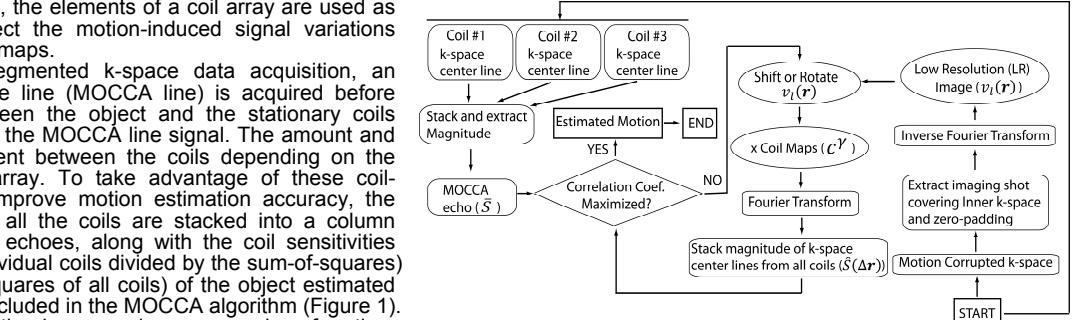 , the elements of a coil array are used as
ect the motion-induced signal variations
maps.
egmented k-space data acquisition, an
e line (MOCCA line) is acquired before
een the object and the stationary coils
the MOCCA line signal. The amount and
ent between the coils depending on the
array. To take advantage of these coil-
mprove motion estimation accuracy, the
all the coils are stacked into a column
echoes, along with the coil sensitivities
vidual coils divided by the sum-of-squares)
quares of all coils) of the object estimated
cluded in the MOCCA algorithm (Figure 1).
Coil #1
k-space
center line
Coil #2
k-space
center line
Coil #3
k-space
center line
Stack and extract
Magnitude
MOCCA
echo (S̄)
Estimated Motion
END
YES
Correlation Coef.
Maximized?
NO
Shift or Rotate
v_l(r)
x Coil Maps (C^γ)
Fourier Transform
Stack magnitude of k-space
center lines from all coils (Ŝ(Δr))
Low Resolution (LR)
Image (v_l(r))
Inverse Fourier Transform
Extract imaging shot
covering Inner k-space
and zero-padding
Motion Corrupted k-space
START